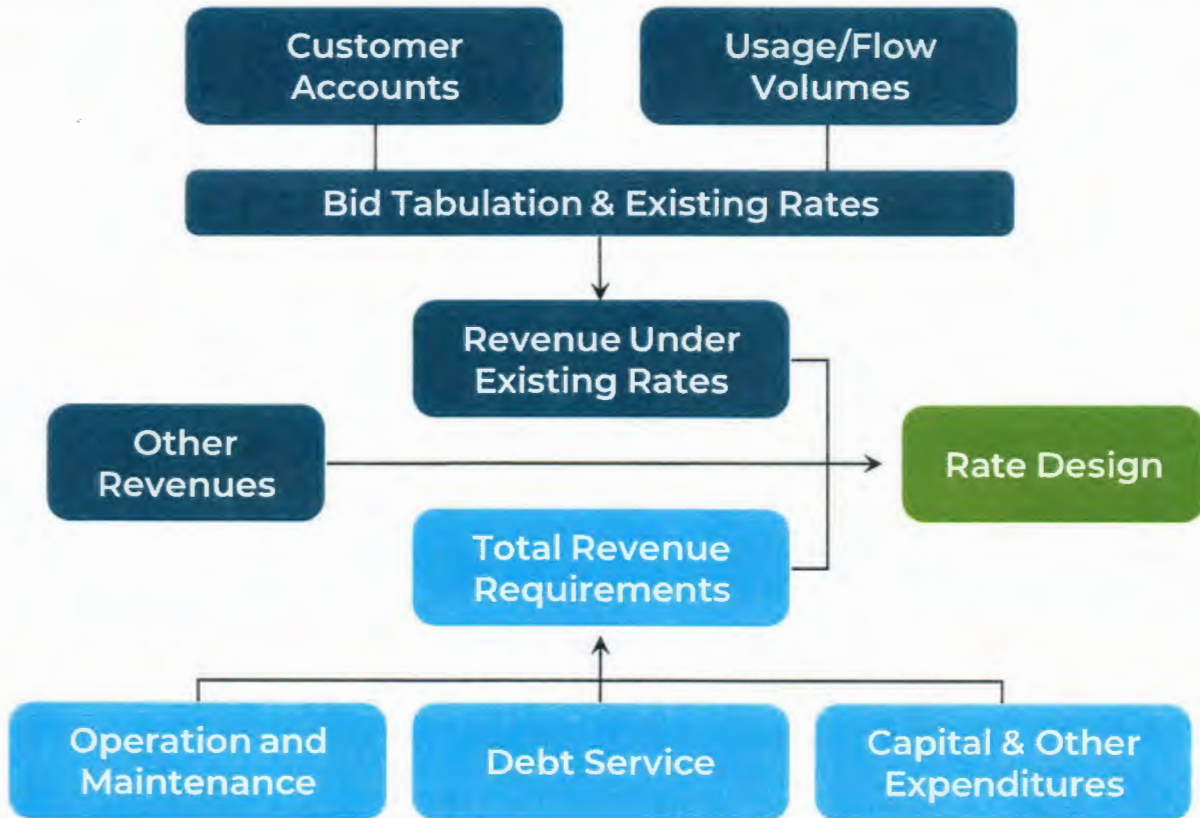 Customer
Accounts
Usage/Flow
Volumes
Bid Tabulation & Existing Rates
Revenue Under
Existing Rates
Other
Revenues
Rate Design
Total Revenue
Requirements
Operation and
Maintenance
Debt Service
Capital & Other
Expenditures